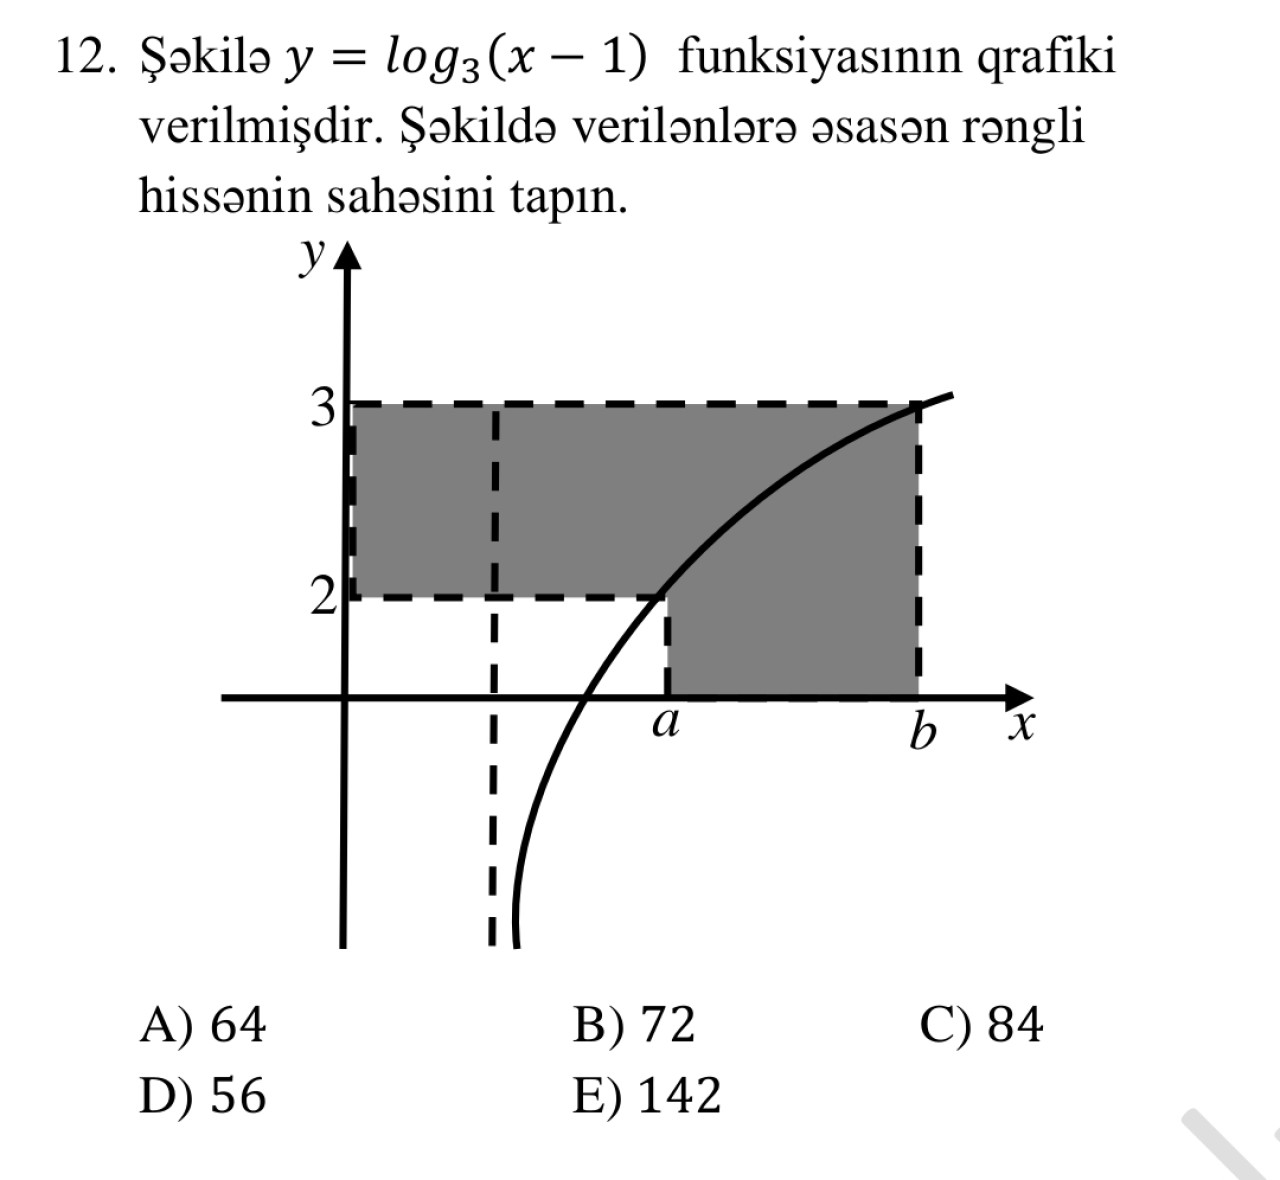 12. Şəkilə y = log₃(x − 1) funksiyasının qrafiki
verilmişdir. Şəkildə verilənlərə əsasən rəngli
hissənin sahəsini tapın.
y
3
2
a b x
A) 64 B) 72 C) 84
D) 56 E) 142